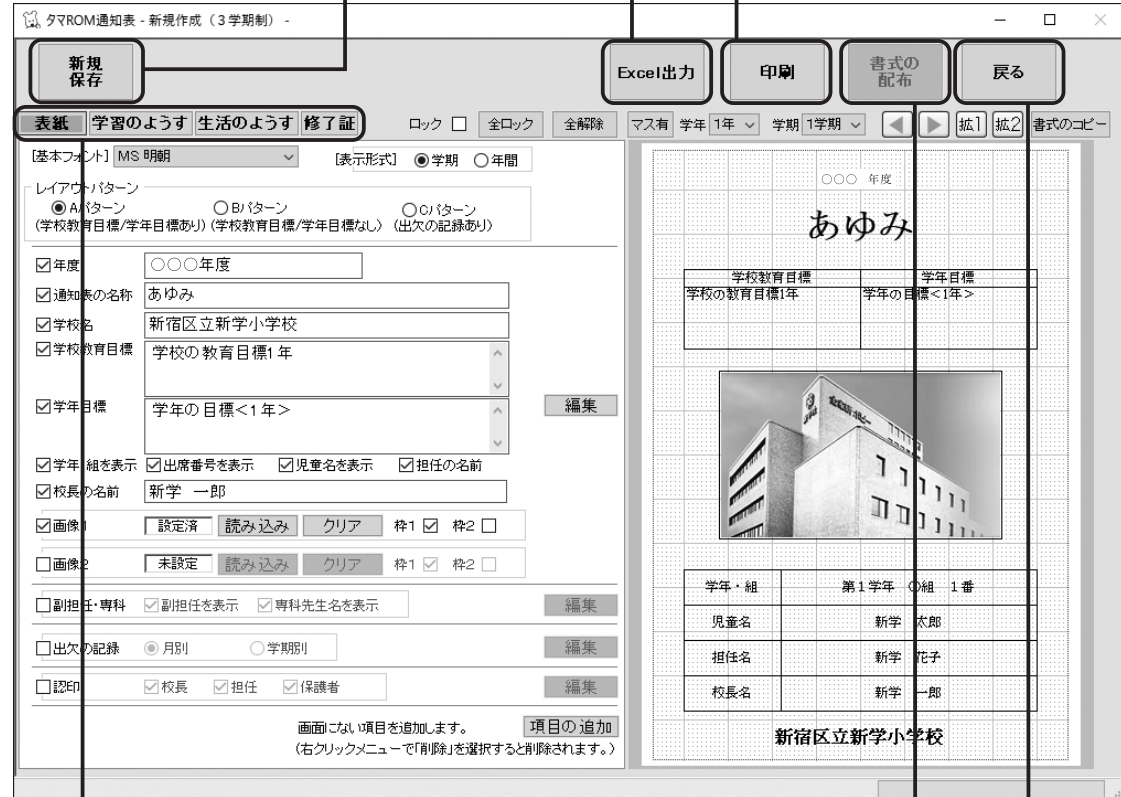 タマROM通知表 - 新規作成（３学期制） -
新規
保存
Excel出力
印刷
書式の
配布
戻る
表紙 学習のようす 生活のようす 修了証
ロック 全ロック 全解除
マス有 学年 1年 学期 1学期 拡1 拡2 書式のコピー
[基本フォント] MS 明朝 [表示形式] 学期 年間
レイアウトパターン
Aパターン Bパターン Cパターン
(学校教育目標/学年目標あり) (学校教育目標/学年目標なし) (出欠の記録あり)
年度 〇〇〇年度
通知表の名称 あゆみ
学校名 新宿区立新学小学校
学校教育目標 学校の教育目標1年
学年目標 学年の目標<1年> 編集
学年・組を表示 出席番号を表示 児童名を表示 担任の名前
校長の名前 新学 一郎
画像1 設定済 読み込み クリア 枠1 枠2
画像2 未設定 読み込み クリア 枠1 枠2
副担任・専科 副担任を表示 専科先生名を表示 編集
出欠の記録 月別 学期別 編集
認印 校長 担任 保護者 編集
画面にない項目を追加します。 項目の追加
(右クリックメニューで「削除」を選択すると削除されます。)
〇〇〇 年度
あゆみ
学校教育目標 学年目標
学校の教育目標1年 学年の目標<1年>
学年・組 第１学年 〇組 １番
児童名 新学 太郎
担任名 新学 花子
校長名 新学 一郎
新宿区立新学小学校